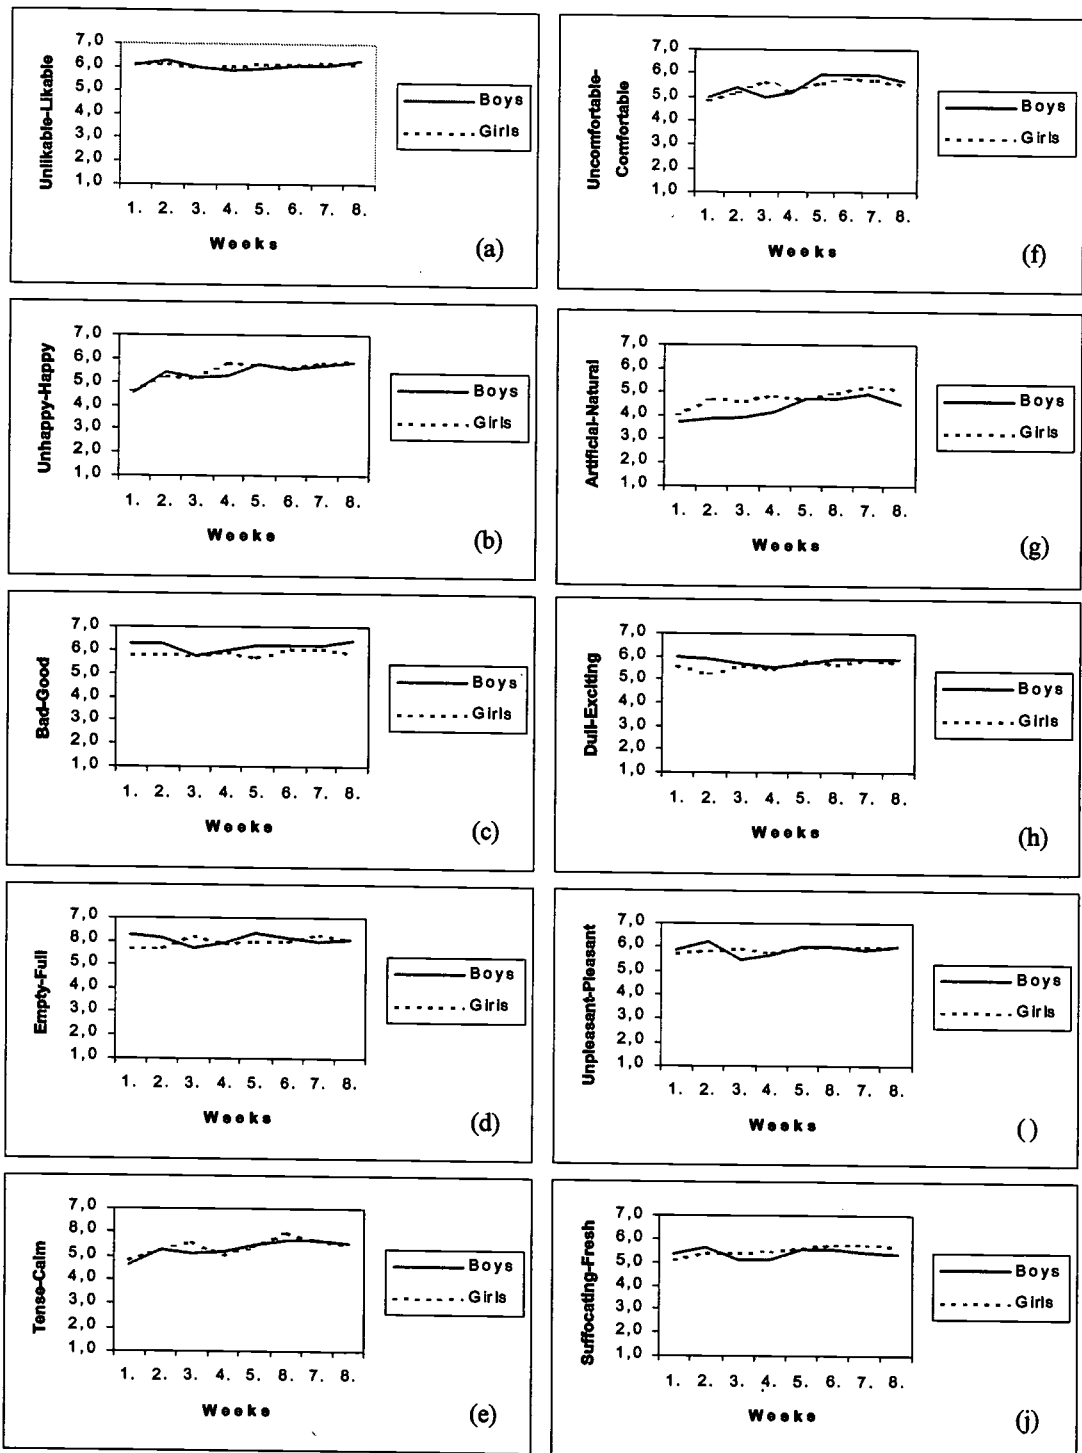 Unlikable-Likable
7,0
6,0
5,0
4,0
3,0
2,0
1,0
1. 2. 3. 4. 5. 6. 7. 8.
Weeks
Boys
Girls
(a)
Unhappy-Happy
7,0
6,0
5,0
4,0
3,0
2,0
1,0
1. 2. 3. 4. 5. 6. 7. 8.
Weeks
Boys
Girls
(b)
Bad-Good
7,0
6,0
5,0
4,0
3,0
2,0
1,0
1. 2. 3. 4. 5. 6. 7. 8.
Weeks
Boys
Girls
(c)
Empty-Full
7,0
6,0
5,0
4,0
3,0
2,0
1,0
1. 2. 3. 4. 5. 6. 7. 8.
Weeks
Boys
Girls
(d)
Tense-Calm
7,0
6,0
5,0
4,0
3,0
2,0
1,0
1. 2. 3. 4. 5. 6. 7. 8.
Weeks
Boys
Girls
(e)
Uncomfortable-
Comfortable
7,0
6,0
5,0
4,0
3,0
2,0
1,0
1. 2. 3. 4. 5. 6. 7. 8.
Weeks
Boys
Girls
(f)
Artificial-Natural
7,0
6,0
5,0
4,0
3,0
2,0
1,0
1. 2. 3. 4. 5. 6. 7. 8.
Weeks
Boys
Girls
(g)
Dull-Exciting
7,0
6,0
5,0
4,0
3,0
2,0
1,0
1. 2. 3. 4. 5. 6. 7. 8.
Weeks
Boys
Girls
(h)
Unpleasant-Pleasant
7,0
6,0
5,0
4,0
3,0
2,0
1,0
1. 2. 3. 4. 5. 6. 7. 8.
Weeks
Boys
Girls
()
Suffocating-Fresh
7,0
6,0
5,0
4,0
3,0
2,0
1,0
1. 2. 3. 4. 5. 6. 7. 8.
Weeks
Boys
Girls
(j)